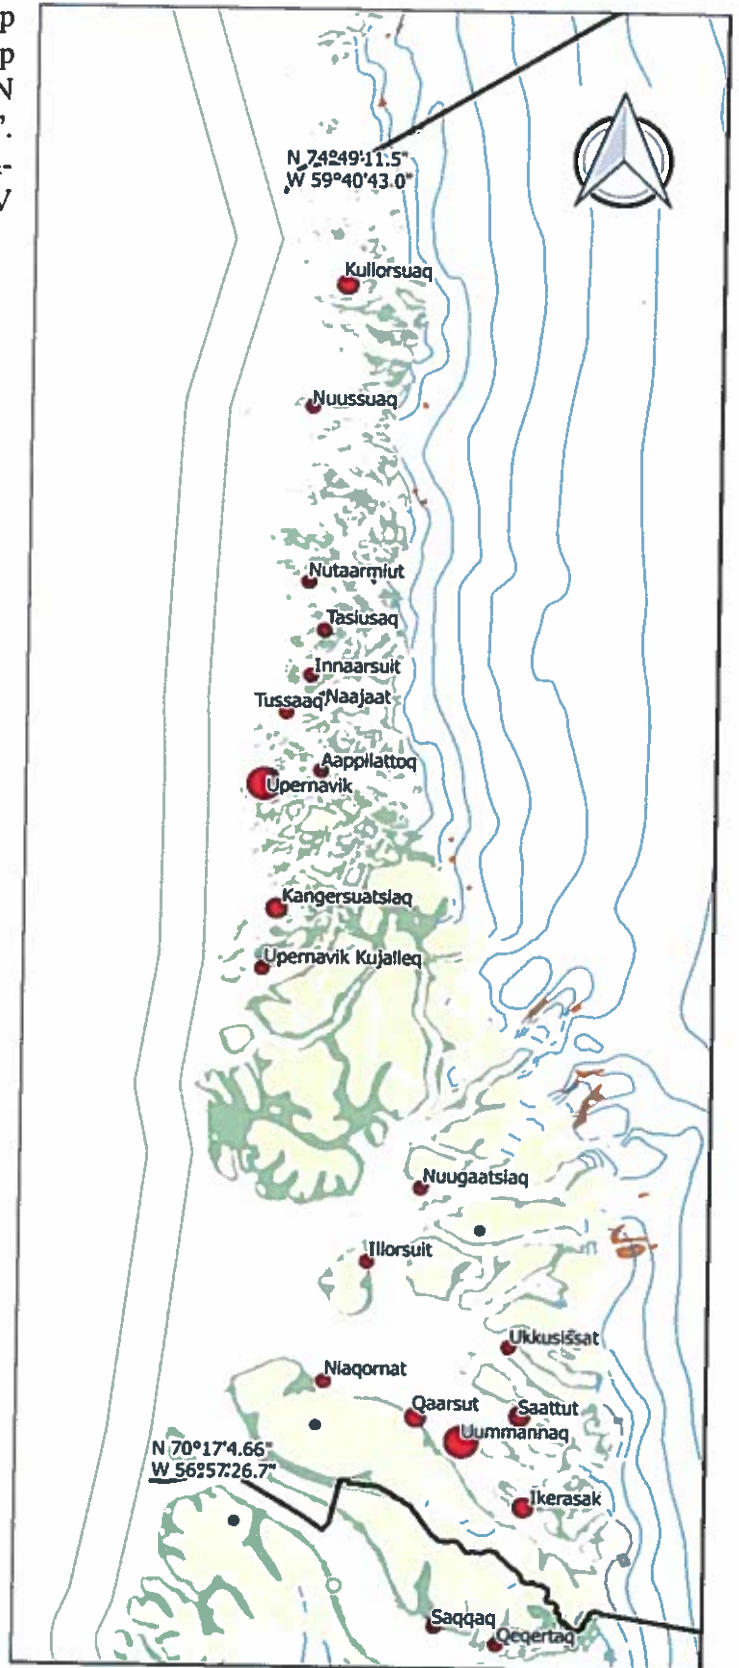 p
p
N
".
-
V
N 74°49'11.5"
W 59°40'43.0"
Kullorsuaq
Nuussuaq
Nutaarmiut
Tasiusaq
Innaarsuit
Naajaat
Tussaaq
Aappilattoq
Upernavik
Kangersuatsiaq
Upernavik Kujalleq
Nuugaatsiaq
Illorsuit
Ukkusissat
Niaqornat
Qaarsut
Saattut
Uummannaq
N 70°17'4.66"
W 56°57'26.7"
Ikerasak
Saqqaq
Qeqertaq